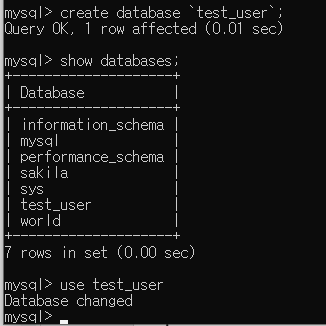 mysql> create database `test_user`;
Query OK, 1 row affected (0.01 sec)
mysql> show databases;
+--------------------+
| Database           |
+--------------------+
| information_schema |
| mysql              |
| performance_schema |
| sakila             |
| sys                |
| test_user          |
| world              |
+--------------------+
7 rows in set (0.00 sec)
mysql> use test_user
Database changed
mysql> _